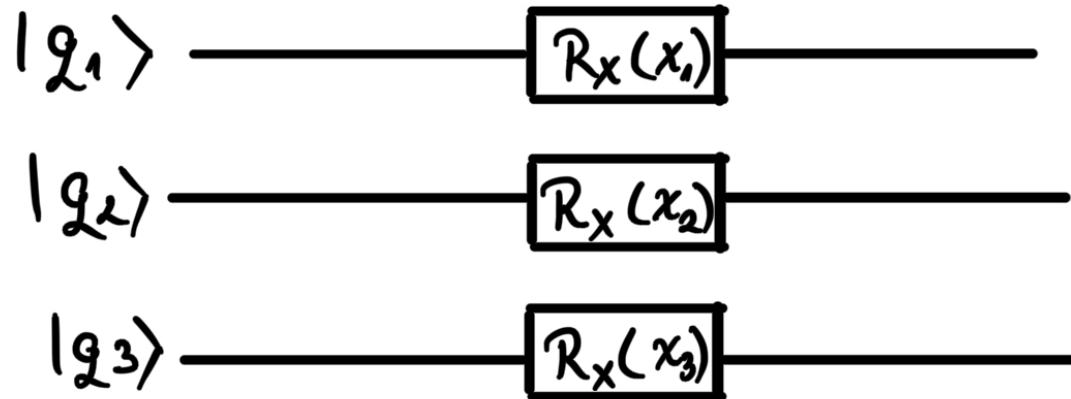 |q₁⟩ Rₓ(x₁)
|q₂⟩ Rₓ(x₂)
|q₃⟩ Rₓ(x₃)